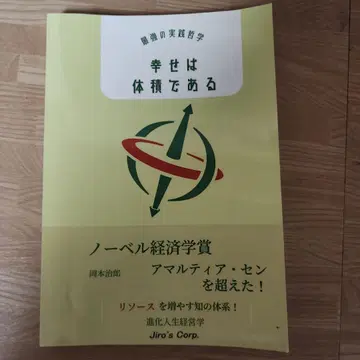 最強の実践哲学
幸せは
体積である
ノーベル経済学賞
岡本治郎
アマルティア・セン
を超えた!
リソースを増やす知の体系!
進化人生経営学
Jiro's Corp.